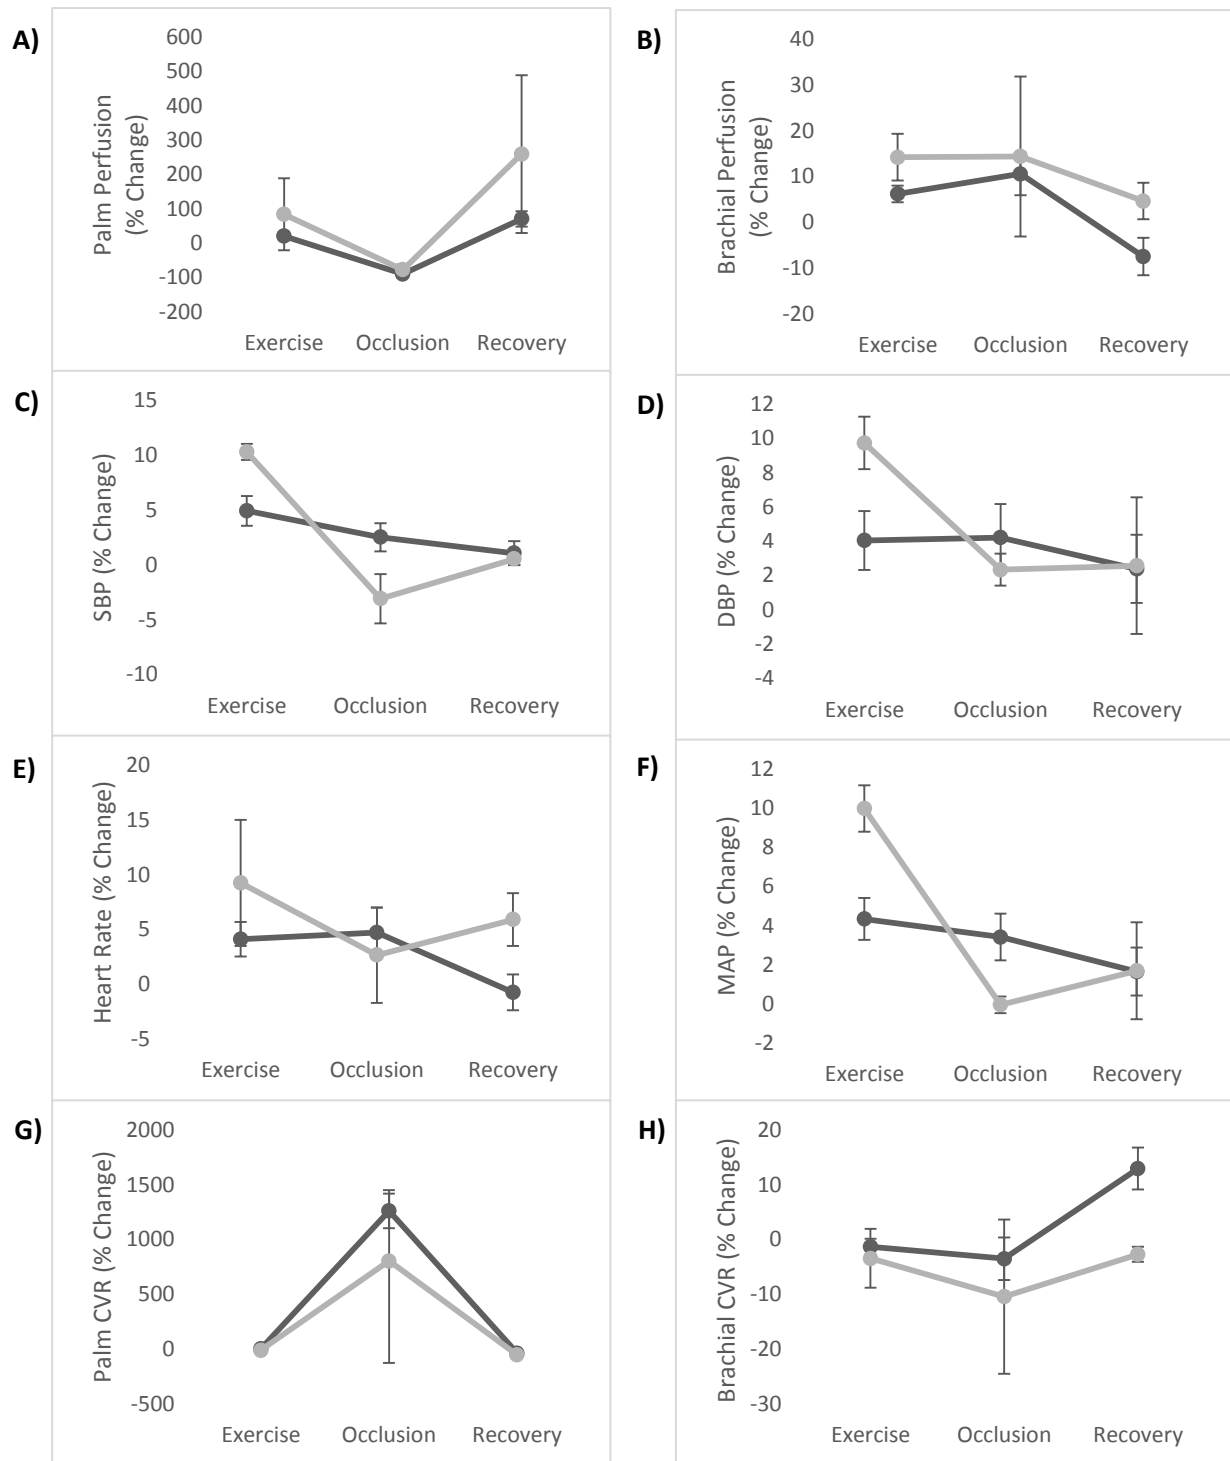 A)
Palm Perfusion
(% Change)
600
500
400
300
200
100
0
-100
-200
Exercise Occlusion Recovery
B)
Brachial Perfusion
(% Change)
40
30
20
10
0
-10
-20
Exercise Occlusion Recovery
C)
SBP (% Change)
15
10
5
0
-5
-10
Exercise Occlusion Recovery
D)
DBP (% Change)
12
10
8
6
4
2
0
-2
-4
Exercise Occlusion Recovery
E)
Heart Rate (% Change)
20
15
10
5
0
-5
Exercise Occlusion Recovery
F)
MAP (% Change)
12
10
8
6
4
2
0
-2
Exercise Occlusion Recovery
G)
Palm CVR (% Change)
2000
1500
1000
500
0
-500
Exercise Occlusion Recovery
H)
Brachial CVR (% Change)
20
10
0
-10
-20
-30
Exercise Occlusion Recovery